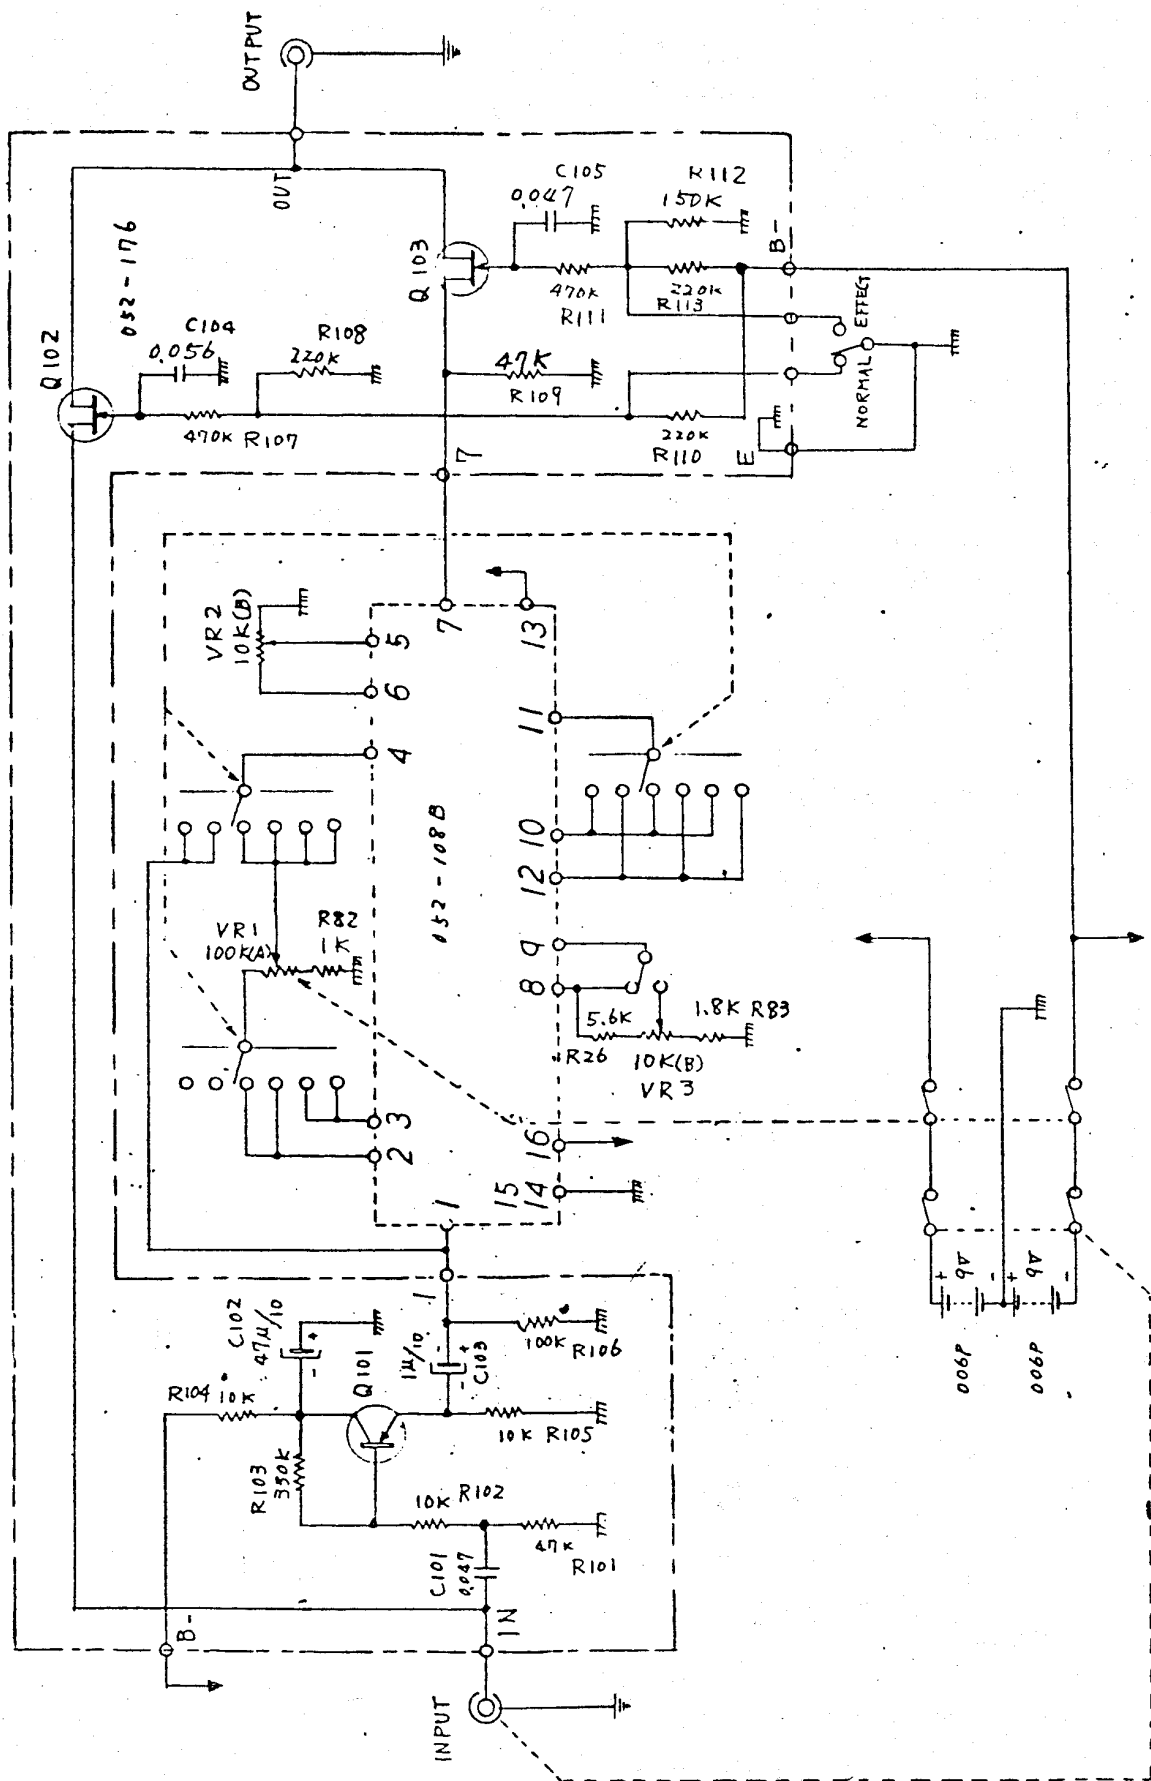 OUTPUT
OUT
Q102
052-176
C104
0.056
R108
220K
470K R107
Q103
C105
0.047
R112
150K
470K
R111
220K
R113
B-
47K
R109
220K
R110
E
NORMAL
EFFECT
7
VR2
10K(B)
5
6
4
7
13
11
10
12
9
8
052-108B
VR1
100K(A)
R82
1K
5.6K
R26
10K(B)
VR3
1.8K R83
3
2
16
15
14
1
1
C102
47μ/10
+
-
R104 10K
Q101
1μ/10
-
+
-
C103
100K
R106
R103
10K R105
10K R102
47K
R101
C101
0.047
B-
IN
INPUT
+
9V
-
+
9V
-
006P
006P